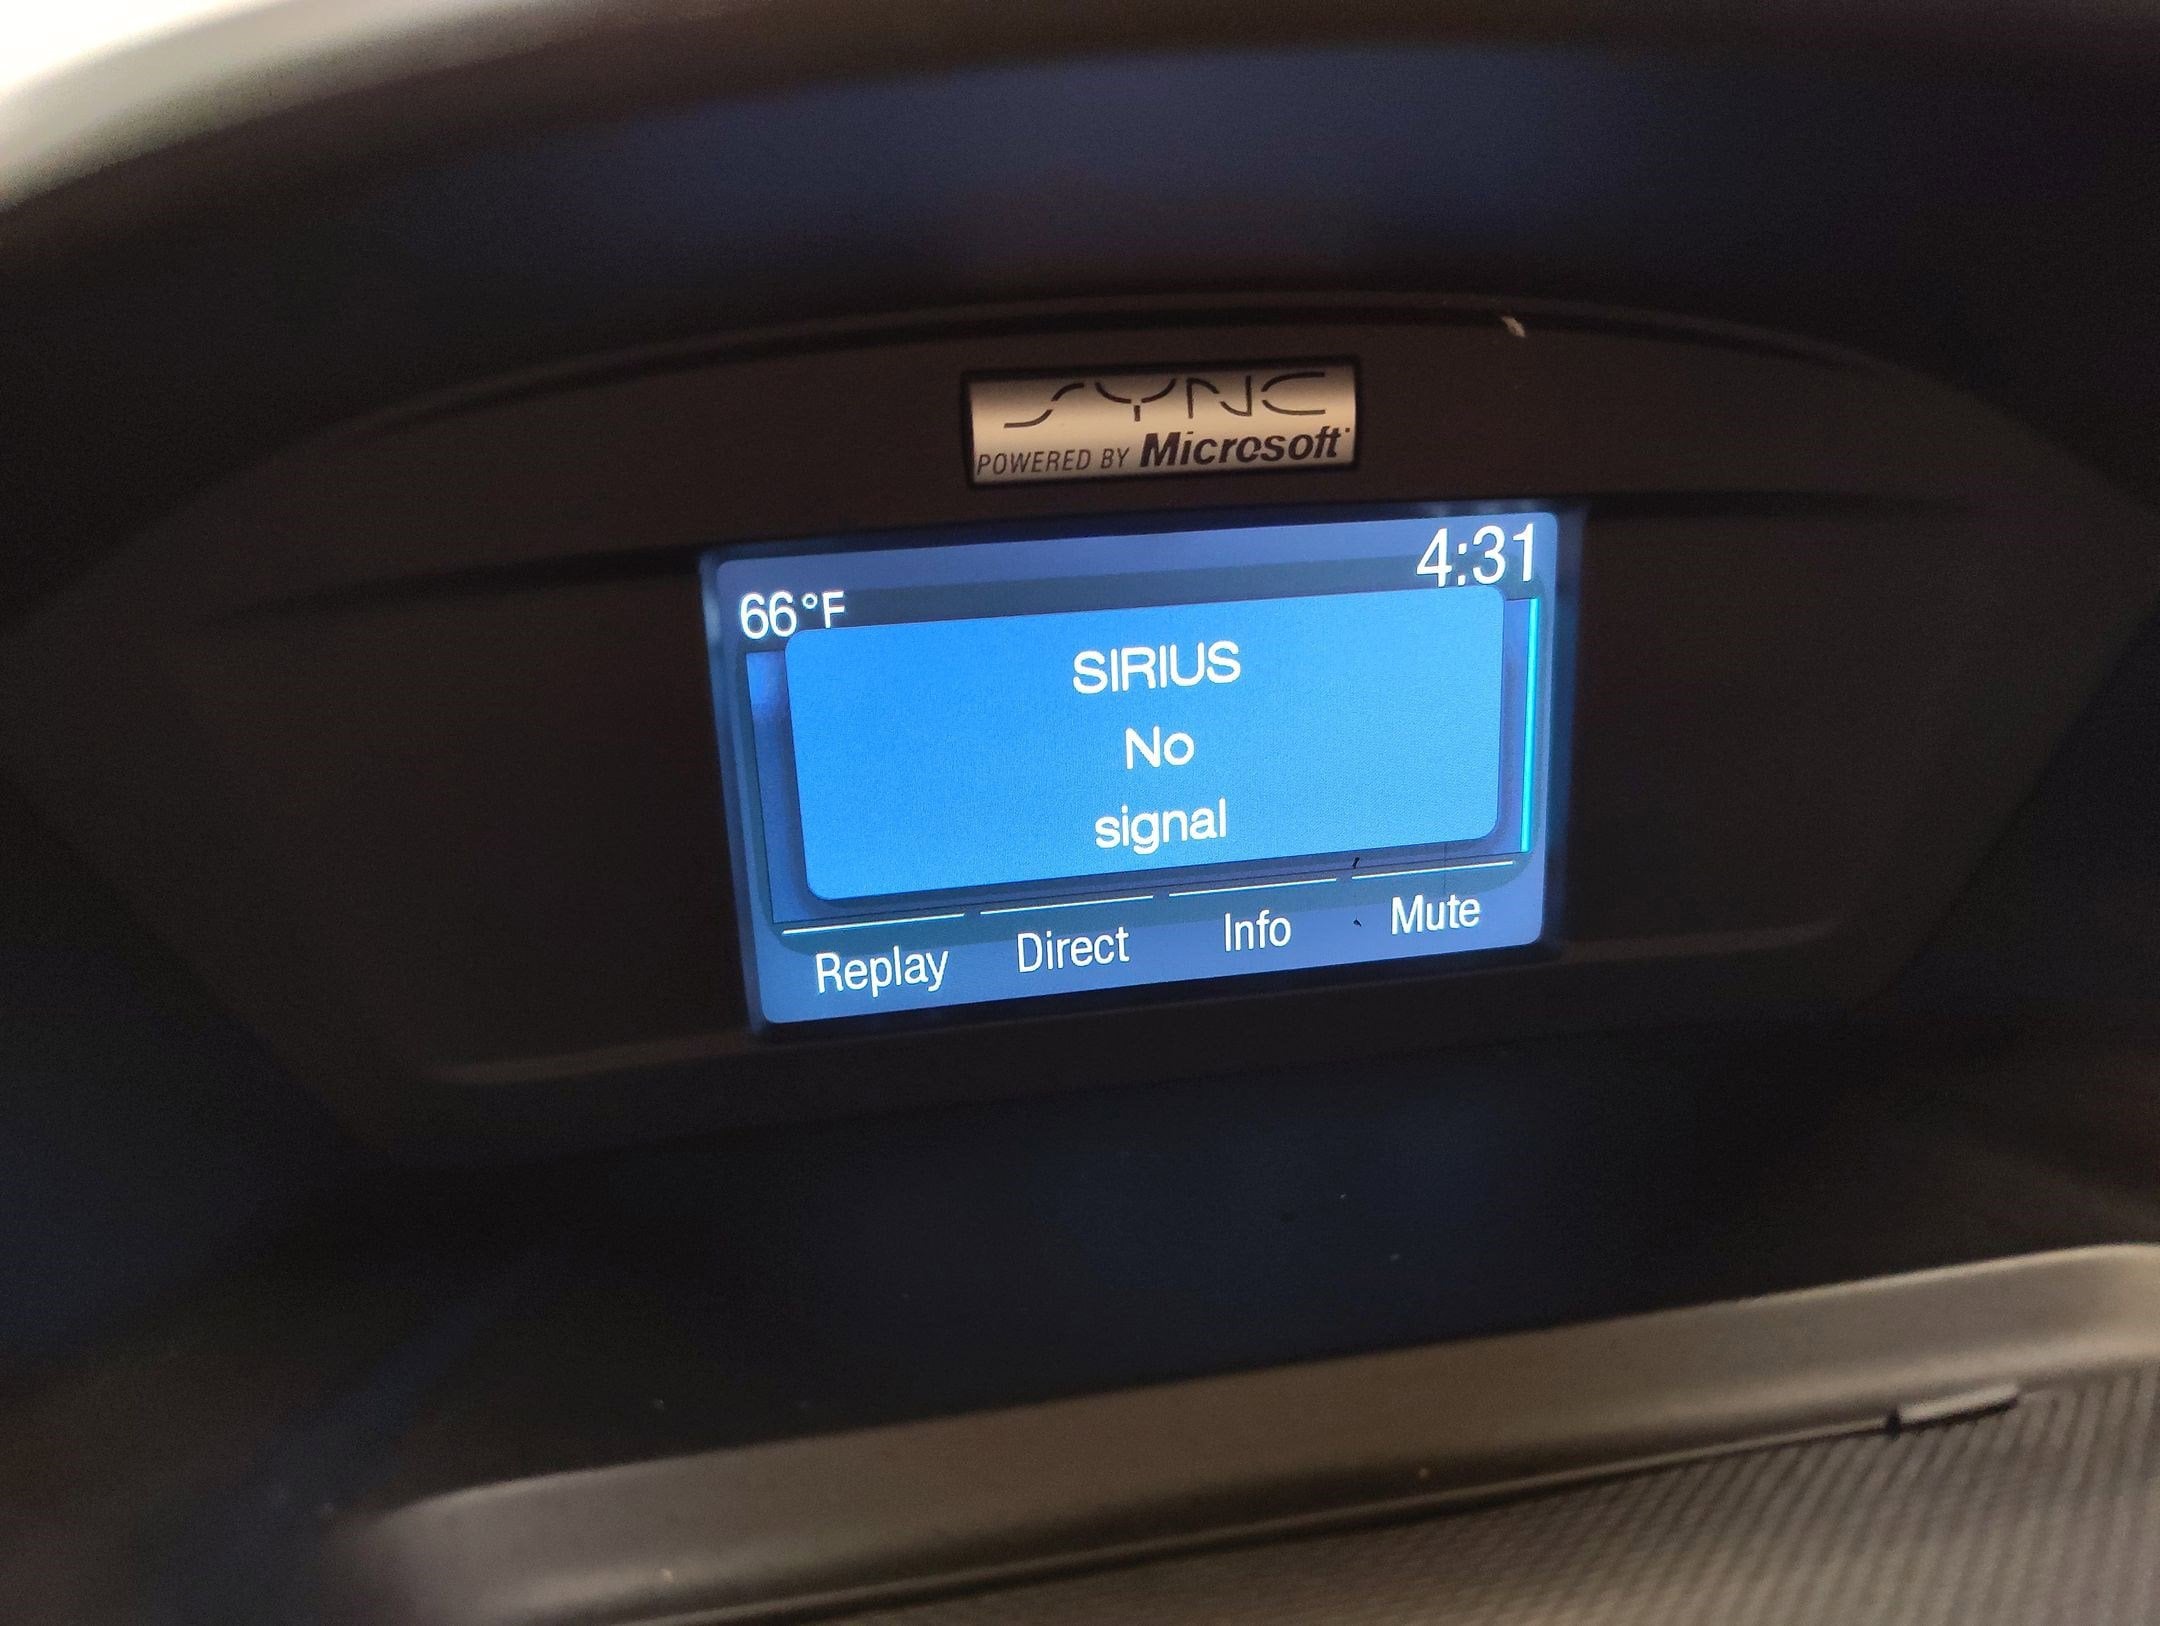 SYNC
POWERED BY Microsoft
4:31
66°F
SIRIUS
No
signal
Replay Direct Info Mute